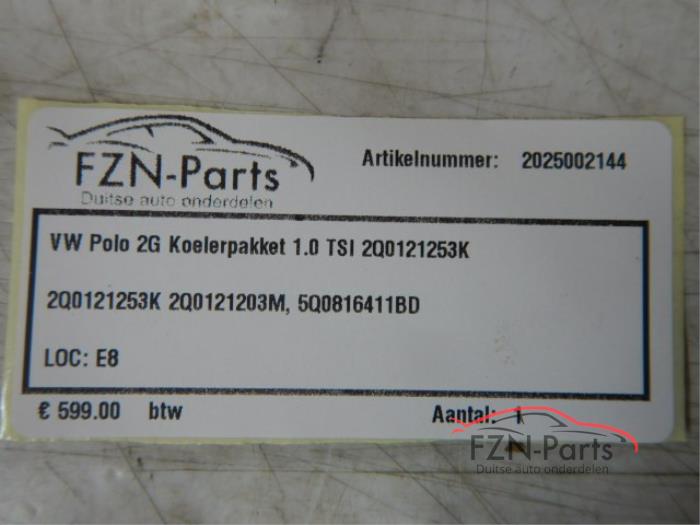 FZN-Parts
Duitse auto onderdelen
Artikelnummer: 2025002144
VW Polo 2G Koelerpakket 1.0 TSI 2Q0121253K
2Q0121253K 2Q0121203M, 5Q0816411BD
LOC: E8
€ 599.00 btw
Aantal: 1
FZN-Parts
Duitse auto onderdelen